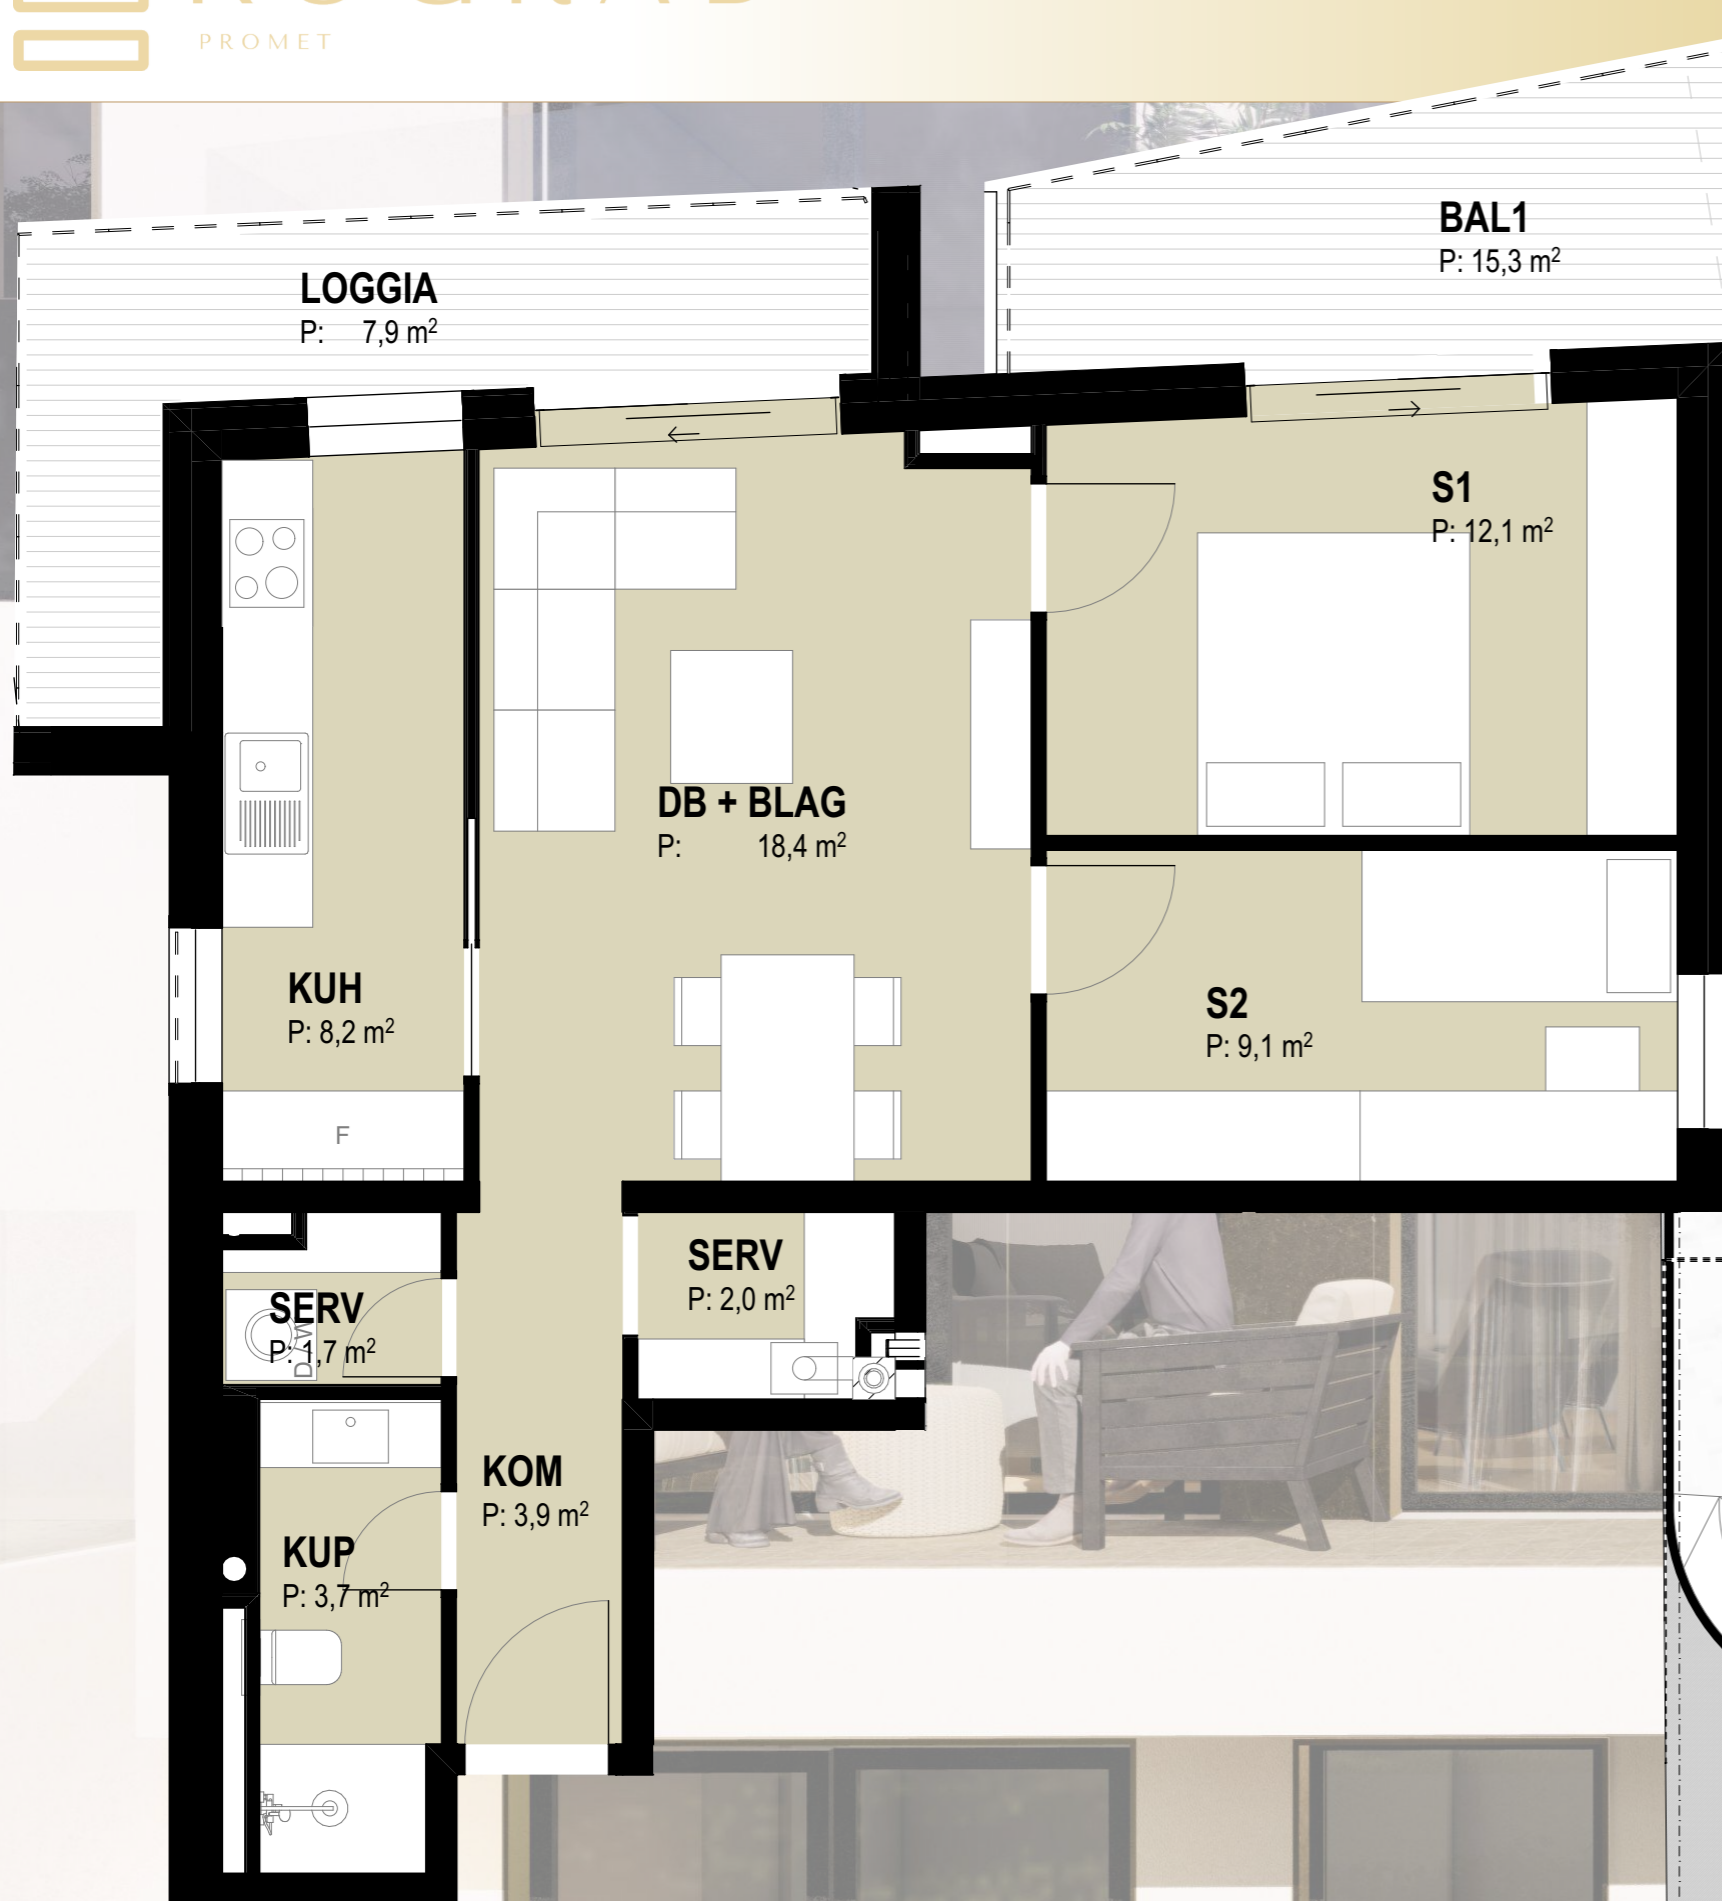 PROMET
BAL1
P: 15,3 m²
LOGGIA
P: 7,9 m²
S1
P: 12,1 m²
DB + BLAG
P: 18,4 m²
KUH
P: 8,2 m²
S2
P: 9,1 m²
F
SERV
P: 2,0 m²
SERV
P: 1,7 m²
D/W
KOM
P: 3,9 m²
KUP
P: 3,7 m²